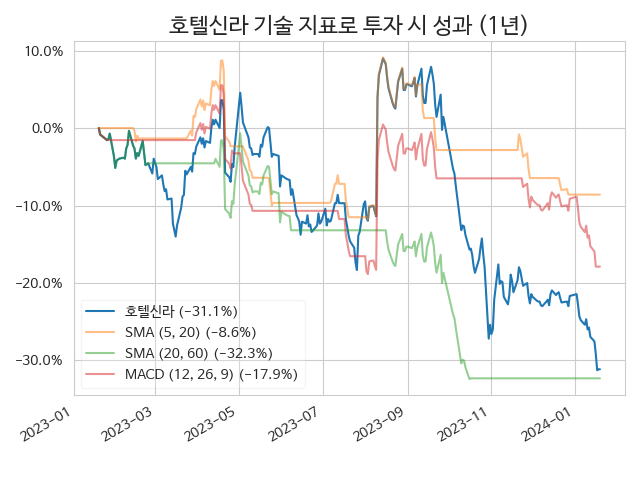 호텔신라 기술 지표로 투자 시 성과 (1년)
10.0%
0.0%
−10.0%
−20.0%
−30.0%
호텔신라 (−31.1%)
SMA (5, 20) (−8.6%)
SMA (20, 60) (−32.3%)
MACD (12, 26, 9) (−17.9%)
2023-01
2023-03
2023-05
2023-07
2023-09
2023-11
2024-01